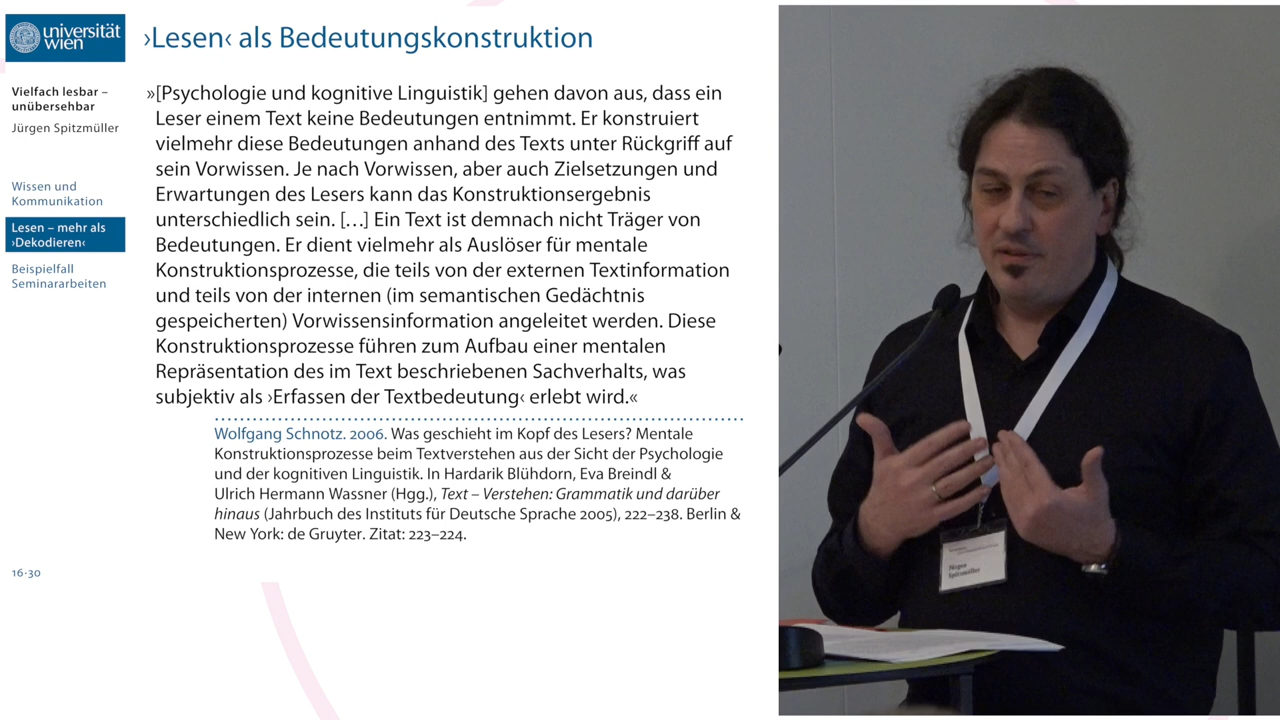 universität
wien
›Lesen‹ als Bedeutungskonstruktion
Vielfach lesbar –
unübersehbar
Jürgen Spitzmüller
Wissen und
Kommunikation
Lesen – mehr als
›Dekodieren‹
Beispielfall
Seminararbeiten
»[Psychologie und kognitive Linguistik] gehen davon aus, dass ein
Leser einem Text keine Bedeutungen entnimmt. Er konstruiert
vielmehr diese Bedeutungen anhand des Texts unter Rückgriff auf
sein Vorwissen. Je nach Vorwissen, aber auch Zielsetzungen und
Erwartungen des Lesers kann das Konstruktionsergebnis
unterschiedlich sein. […] Ein Text ist demnach nicht Träger von
Bedeutungen. Er dient vielmehr als Auslöser für mentale
Konstruktionsprozesse, die teils von der externen Textinformation
und teils von der internen (im semantischen Gedächtnis
gespeicherten) Vorwissensinformation angeleitet werden. Diese
Konstruktionsprozesse führen zum Aufbau einer mentalen
Repräsentation des im Text beschriebenen Sachverhalts, was
subjektiv als ›Erfassen der Textbedeutung‹ erlebt wird.«
Wolfgang Schnotz. 2006. Was geschieht im Kopf des Lesers? Mentale
Konstruktionsprozesse beim Textverstehen aus der Sicht der Psychologie
und der kognitiven Linguistik. In Hardarik Blühdorn, Eva Breindl &
Ulrich Hermann Wassner (Hgg.), Text – Verstehen: Grammatik und darüber
hinaus (Jahrbuch des Instituts für Deutsche Sprache 2005), 222–238. Berlin &
New York: de Gruyter. Zitat: 223–224.
16·30
Jürgen
Spitzmüller